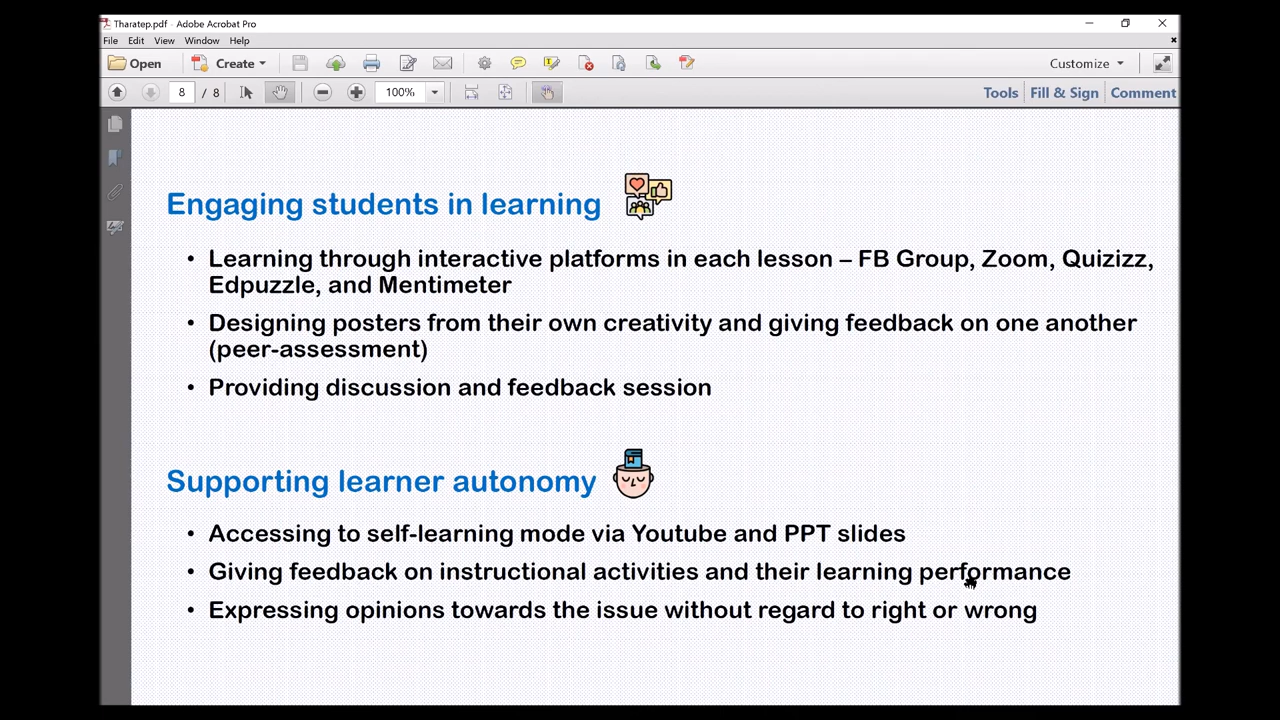 Tharatep.pdf - Adobe Acrobat Pro
File Edit View Window Help
Open Create Customize
8 / 8 100% Tools Fill & Sign Comment
Engaging students in learning
• Learning through interactive platforms in each lesson – FB Group, Zoom, Quizizz,
Edpuzzle, and Mentimeter
• Designing posters from their own creativity and giving feedback on one another
(peer-assessment)
• Providing discussion and feedback session
Supporting learner autonomy
• Accessing to self-learning mode via Youtube and PPT slides
• Giving feedback on instructional activities and their learning performance
• Expressing opinions towards the issue without regard to right or wrong